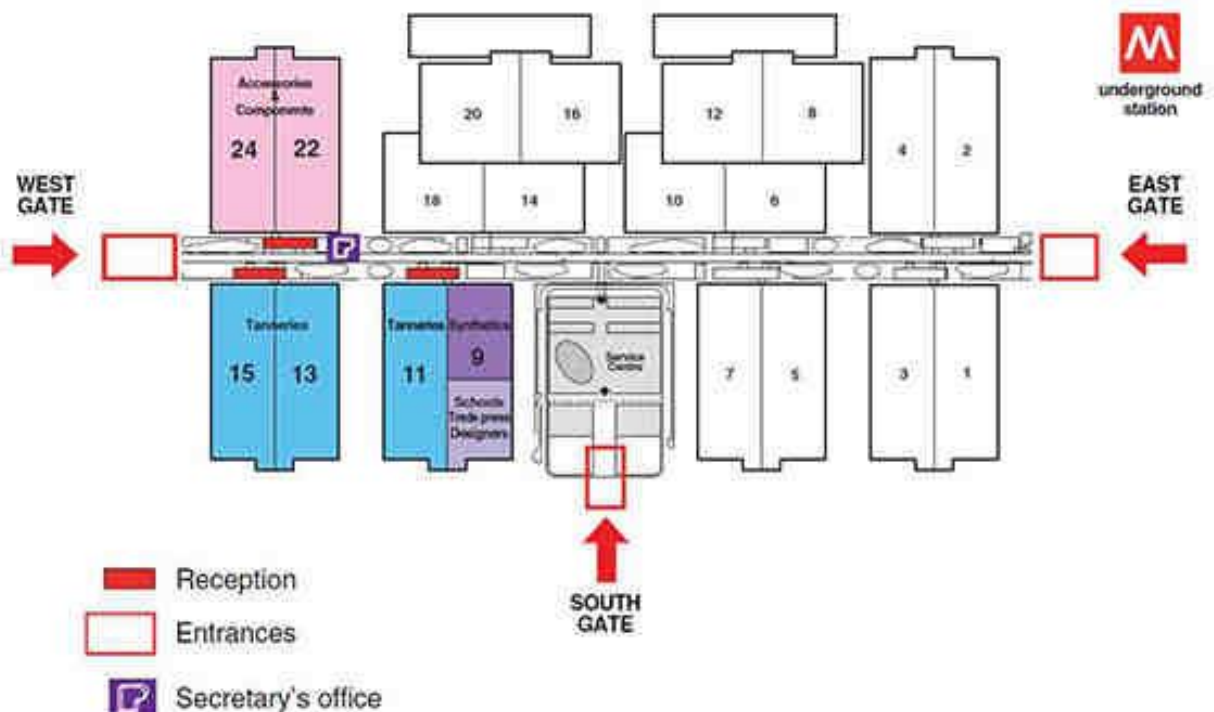 M
underground
station
Accessories
&
Components
24
22
20
16
12
8
4
2
18
14
10
6
WEST
GATE
EAST
GATE
Tanneries
15
13
Tanneries
11
Synthetics
9
Schools
Trade press
Designers
Service
Centre
7
5
3
1
SOUTH
GATE
Reception
Entrances
Secretary's office